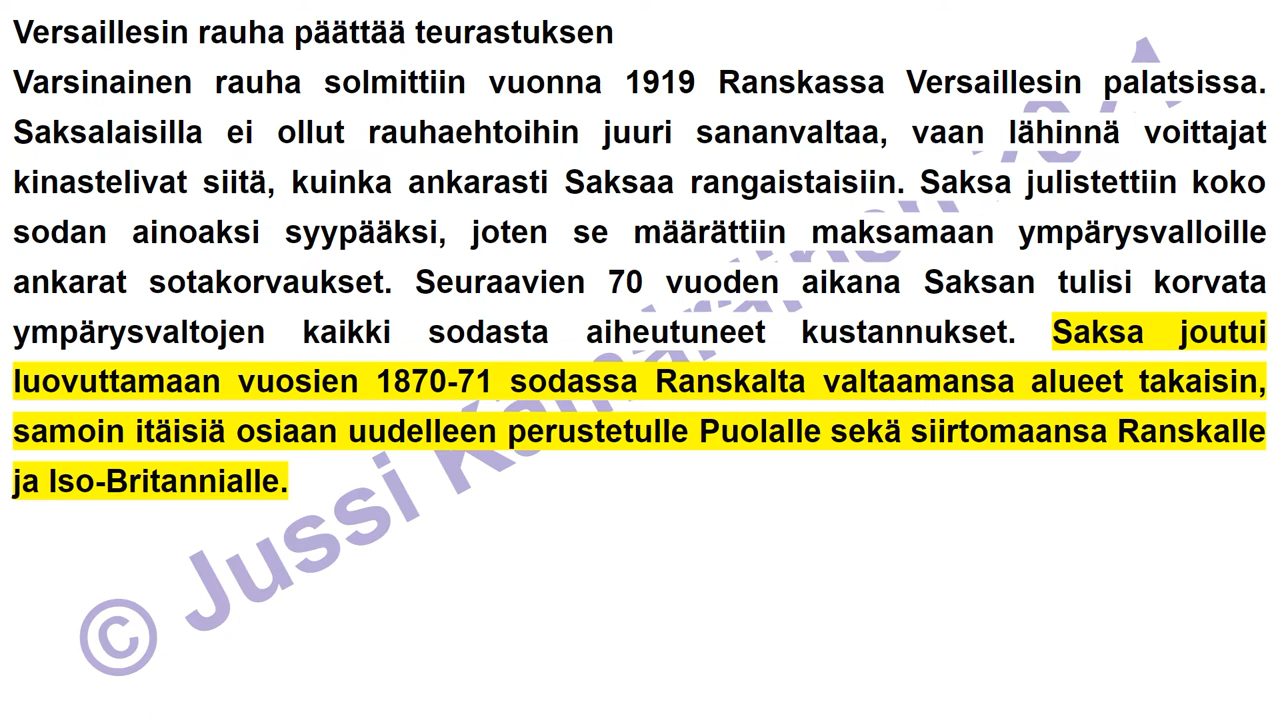 Versaillesin rauha päättää teurastuksen
Varsinainen rauha solmittiin vuonna 1919 Ranskassa Versaillesin palatsissa.
Saksalaisilla ei ollut rauhaehtoihin juuri sananvaltaa, vaan lähinnä voittajat
kinastelivat siitä, kuinka ankarasti Saksaa rangaistaisiin. Saksa julistettiin koko
sodan ainoaksi syypääksi, joten se määrättiin maksamaan ympärysvalloille
ankarat sotakorvaukset. Seuraavien 70 vuoden aikana Saksan tulisi korvata
ympärysvaltojen kaikki sodasta aiheutuneet kustannukset. Saksa joutui
luovuttamaan vuosien 1870-71 sodassa Ranskalta valtaamansa alueet takaisin,
samoin itäisiä osiaan uudelleen perustetulle Puolalle sekä siirtomaansa Ranskalle
ja Iso-Britannialle.
© Jussi